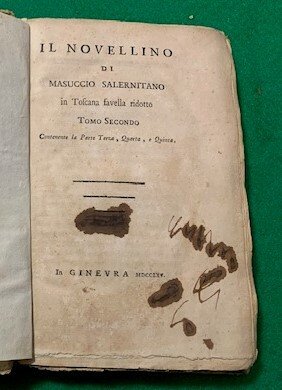 IL NOVELLINO
DI
MASUCCIO SALERNITANO
in Toſcana favella ridotto
TOMO SECONDO
Contenente la Parte Terza, Quarta, e Quinta.
In GINEVRA MDCCLXV.